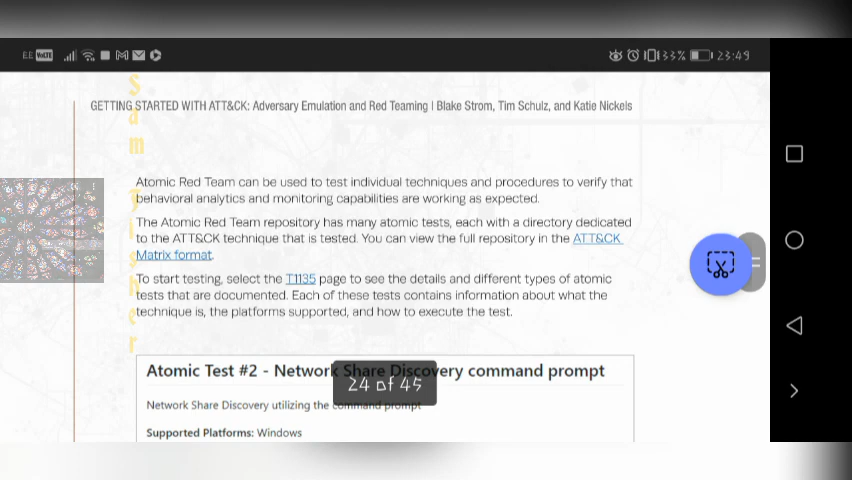 EE VoLTE 33% 23:49
GETTING STARTED WITH ATT&CK: Adversary Emulation and Red Teaming | Blake Strom, Tim Schulz, and Katie Nickels
Atomic Red Team can be used to test individual techniques and procedures to verify that
behavioral analytics and monitoring capabilities are working as expected.
The Atomic Red Team repository has many atomic tests, each with a directory dedicated
to the ATT&CK technique that is tested. You can view the full repository in the ATT&CK
Matrix format.
To start testing, select the T1135 page to see the details and different types of atomic
tests that are documented. Each of these tests contains information about what the
technique is, the platforms supported, and how to execute the test.
Atomic Test #2 - Network Share Discovery command prompt
24 of 45
Network Share Discovery utilizing the command prompt
Supported Platforms: Windows